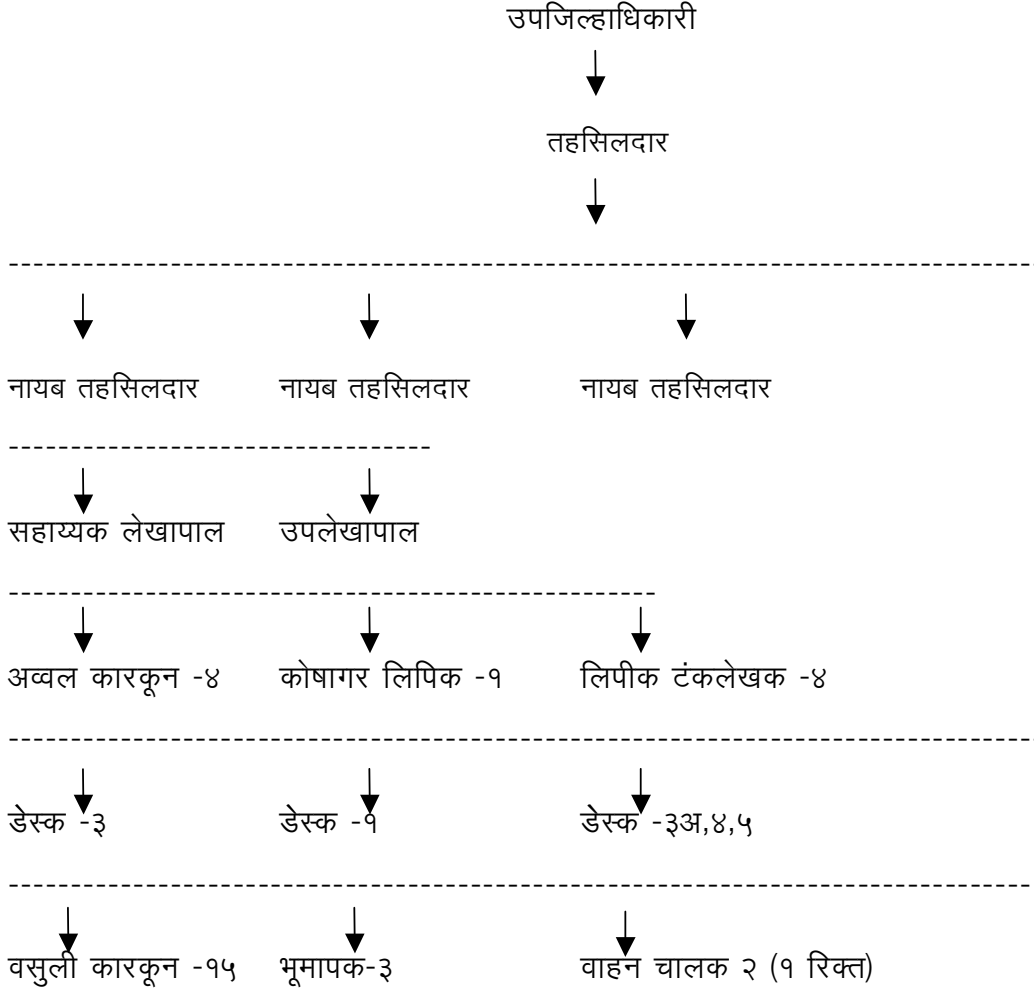 उपजिल्हाधिकारी
तहसिलदार
नायब तहसिलदार नायब तहसिलदार नायब तहसिलदार
सहाय्यक लेखापाल उपलेखापाल
अव्वल कारकून -४ कोषागर लिपिक -१ लिपीक टंकलेखक -४
डेस्क -३ डेस्क -१ डेस्क -३अ,४,५
वसुली कारकून -१५ भूमापक-३ वाहन चालक २ (१ रिक्त)